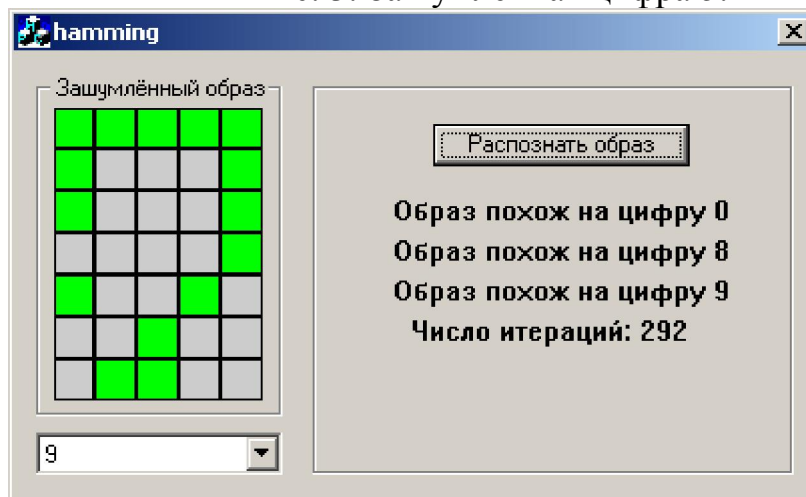 hamming
Зашумлённый образ
Распознать образ
Образ похож на цифру 0
Образ похож на цифру 8
Образ похож на цифру 9
Число итераций: 292
9